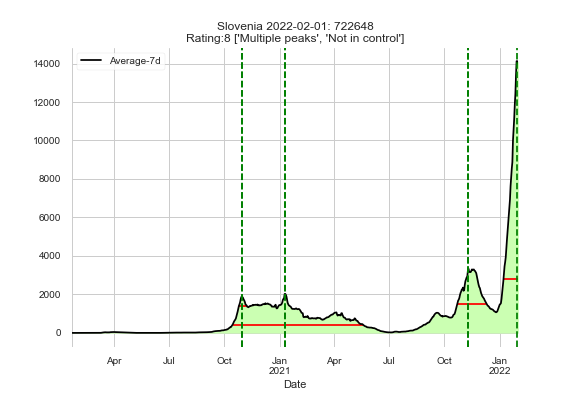 Slovenia 2022-02-01: 722648
Rating:8 ['Multiple peaks', 'Not in control']
Average-7d
14000
12000
10000
8000
6000
4000
2000
0
Apr Jul Oct Jan Apr Jul Oct Jan
2021 2022
Date